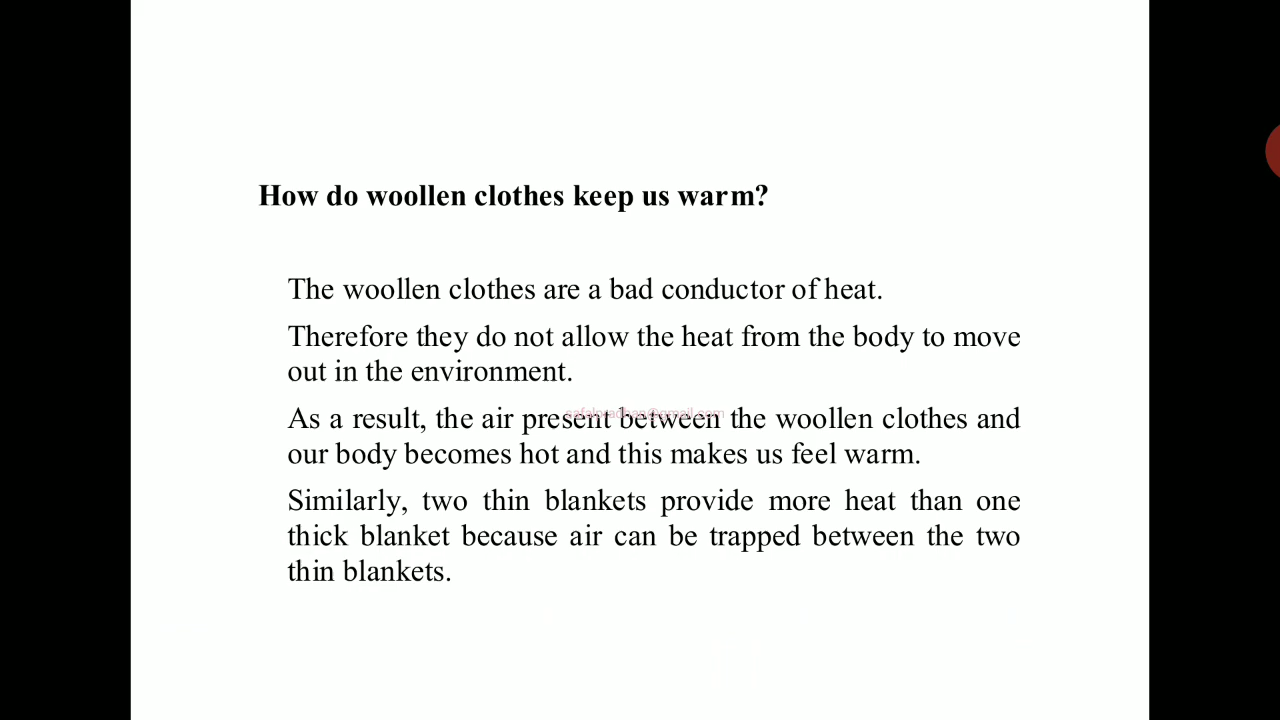 How do woollen clothes keep us warm?
The woollen clothes are a bad conductor of heat.
Therefore they do not allow the heat from the body to move
out in the environment.
As a result, the air present between the woollen clothes and
our body becomes hot and this makes us feel warm.
Similarly, two thin blankets provide more heat than one
thick blanket because air can be trapped between the two
thin blankets.